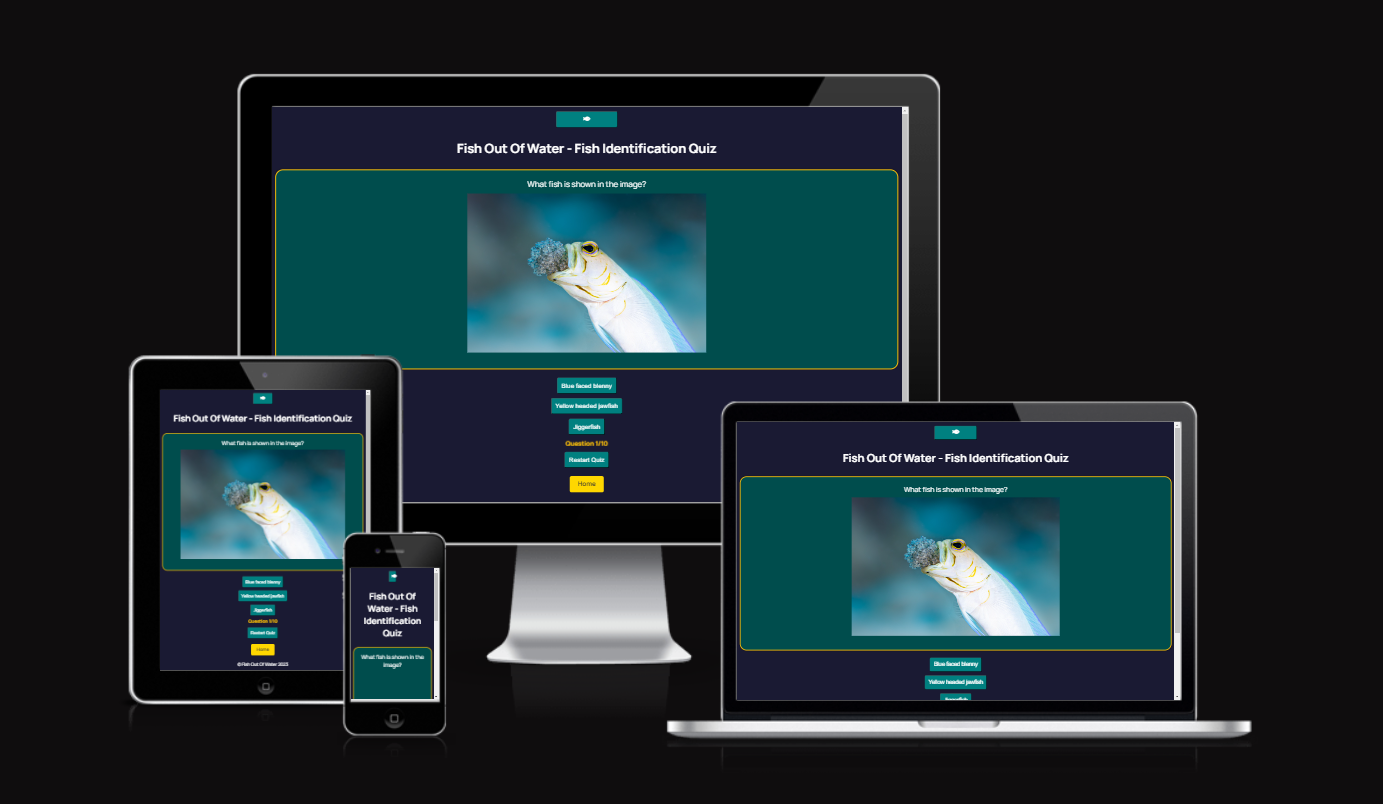 Fish Out Of Water - Fish Identification Quiz
What fish is shown in the image?
Blue faced blenny
Yellow headed jawfish
Jiggerfish
Question 1/10
Restart Quiz
Home
Fish Out Of Water - Fish Identification Quiz
What fish is shown in the image?
Blue faced blenny
Yellow headed jawfish
Jiggerfish
Question 1/10
Restart Quiz
Home
© Fish Out Of Water 2023
Fish Out Of
Water - Fish
Identification
Quiz
What fish is shown in the
image?
Fish Out Of Water - Fish Identification Quiz
What fish is shown in the image?
Blue faced blenny
Yellow headed jawfish